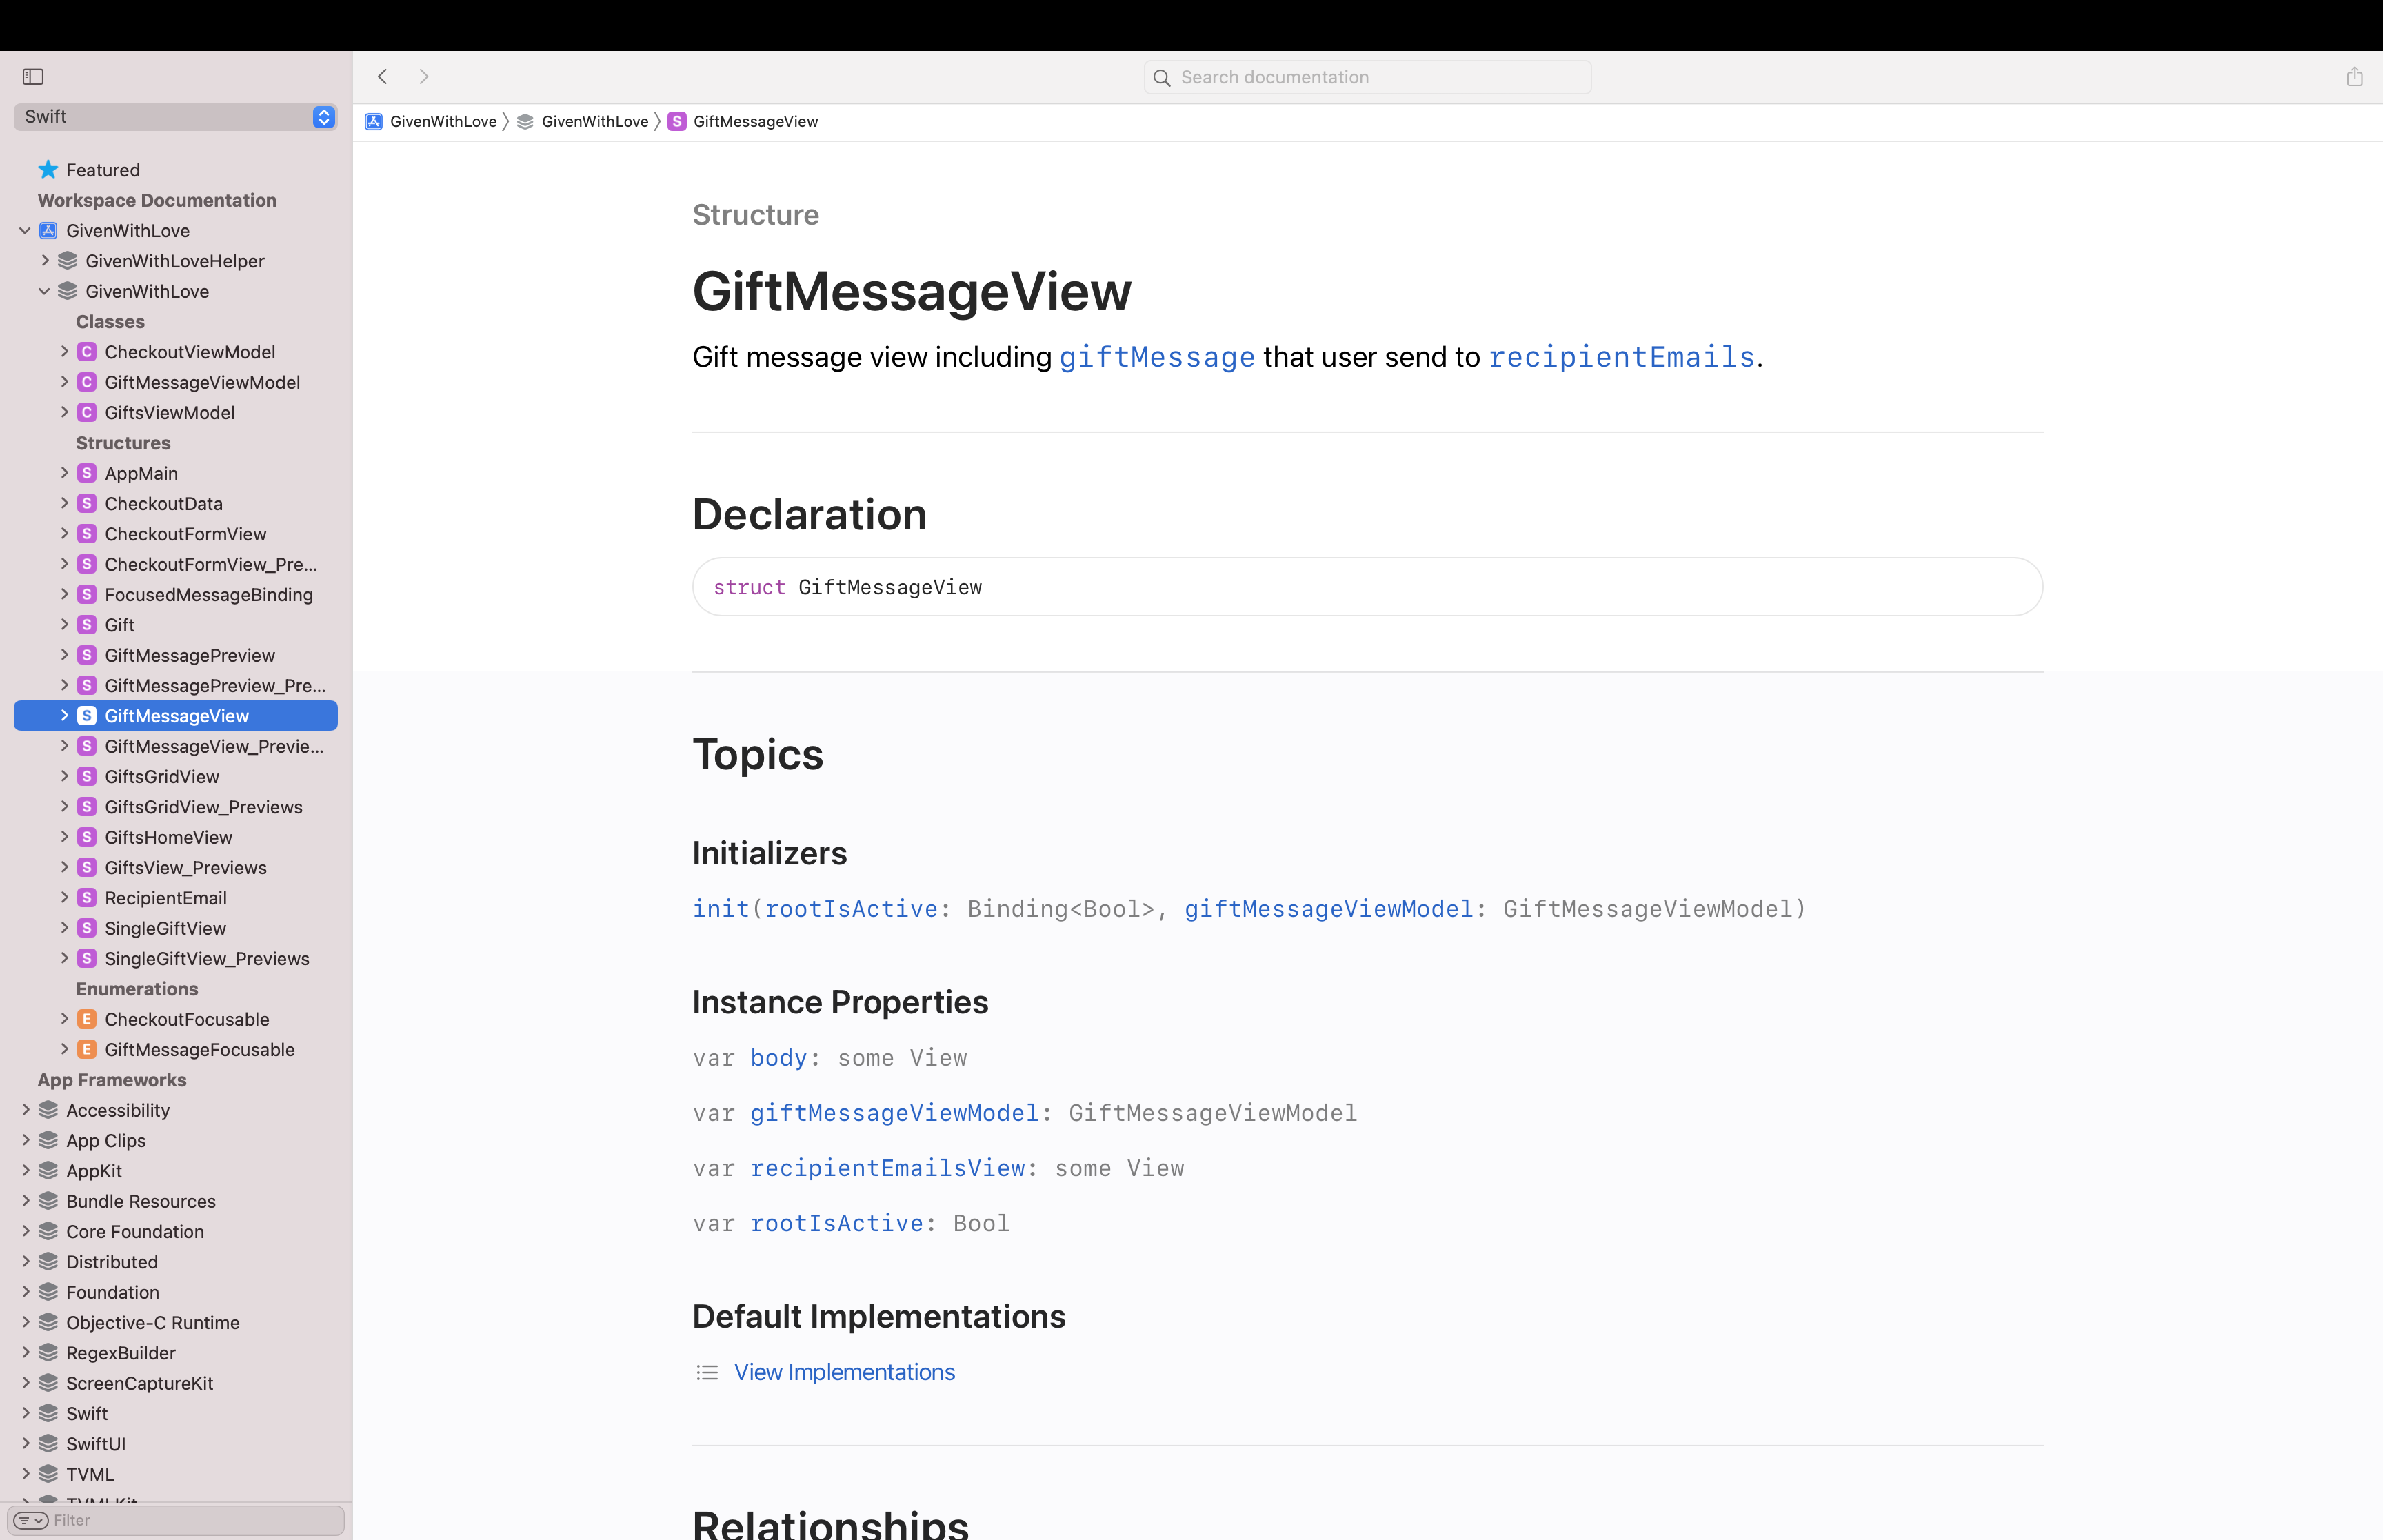 Search documentation
Swift
GivenWithLove
GivenWithLove
S GiftMessageView
Featured
Workspace Documentation
GivenWithLove
GivenWithLoveHelper
GivenWithLove
Classes
C CheckoutViewModel
C GiftMessageViewModel
C GiftsViewModel
Structures
S AppMain
S CheckoutData
S CheckoutFormView
S CheckoutFormView_Pre...
S FocusedMessageBinding
S Gift
S GiftMessagePreview
S GiftMessagePreview_Pre...
S GiftMessageView
S GiftMessageView_Previe...
S GiftsGridView
S GiftsGridView_Previews
S GiftsHomeView
S GiftsView_Previews
S RecipientEmail
S SingleGiftView
S SingleGiftView_Previews
Enumerations
E CheckoutFocusable
E GiftMessageFocusable
App Frameworks
Accessibility
App Clips
AppKit
Bundle Resources
Core Foundation
Distributed
Foundation
Objective-C Runtime
RegexBuilder
ScreenCaptureKit
Swift
SwiftUI
TVML
TVMLKit
Filter
Structure
GiftMessageView
Gift message view including giftMessage that user send to recipientEmails.
Declaration
struct GiftMessageView
Topics
Initializers
init(rootIsActive: Binding<Bool>, giftMessageViewModel: GiftMessageViewModel)
Instance Properties
var body: some View
var giftMessageViewModel: GiftMessageViewModel
var recipientEmailsView: some View
var rootIsActive: Bool
Default Implementations
View Implementations
Relationships